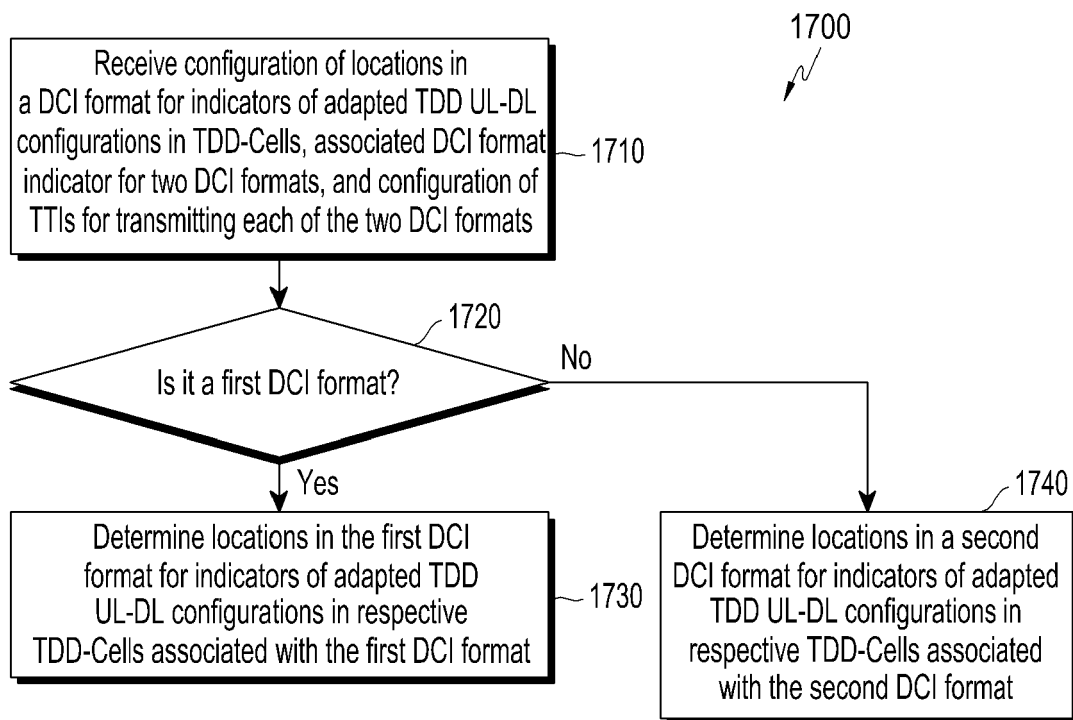 1700
Receive configuration of locations in
a DCI format for indicators of adapted TDD UL-DL
configurations in TDD-Cells, associated DCI format
indicator for two DCI formats, and configuration of
TTIs for transmitting each of the two DCI formats
1710
1720
Is it a first DCI format?
No
Yes
Determine locations in the first DCI
format for indicators of adapted TDD
UL-DL configurations in respective
TDD-Cells associated with the first DCI format
1730
1740
Determine locations in a second
DCI format for indicators of adapted
TDD UL-DL configurations in
respective TDD-Cells associated
with the second DCI format